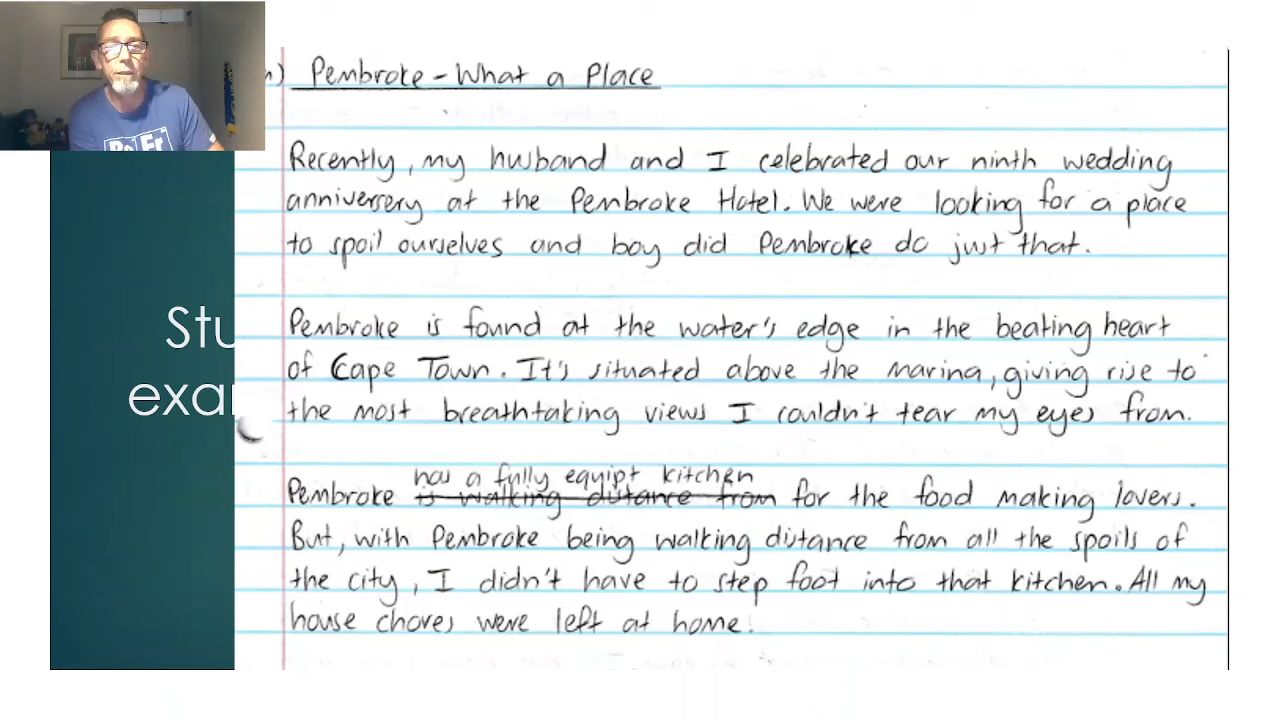 n) Pembroke - What a Place
Recently, my husband and I celebrated our ninth wedding
anniversery at the Pembroke Hotel. We were looking for a place
to spoil ourselves and boy did Pembroke do just that.
Pembroke is found at the water's edge in the beating heart
of Cape Town. It's situated above the marina, giving rise to
the most breathtaking views I couldn't tear my eyes from.
has a fully equipt kitchen
Pembroke is walking distance from for the food making lovers.
But, with Pembroke being walking distance from all the spoils of
the city, I didn't have to step foot into that kitchen. All my
house chores were left at home.
Stu
exa